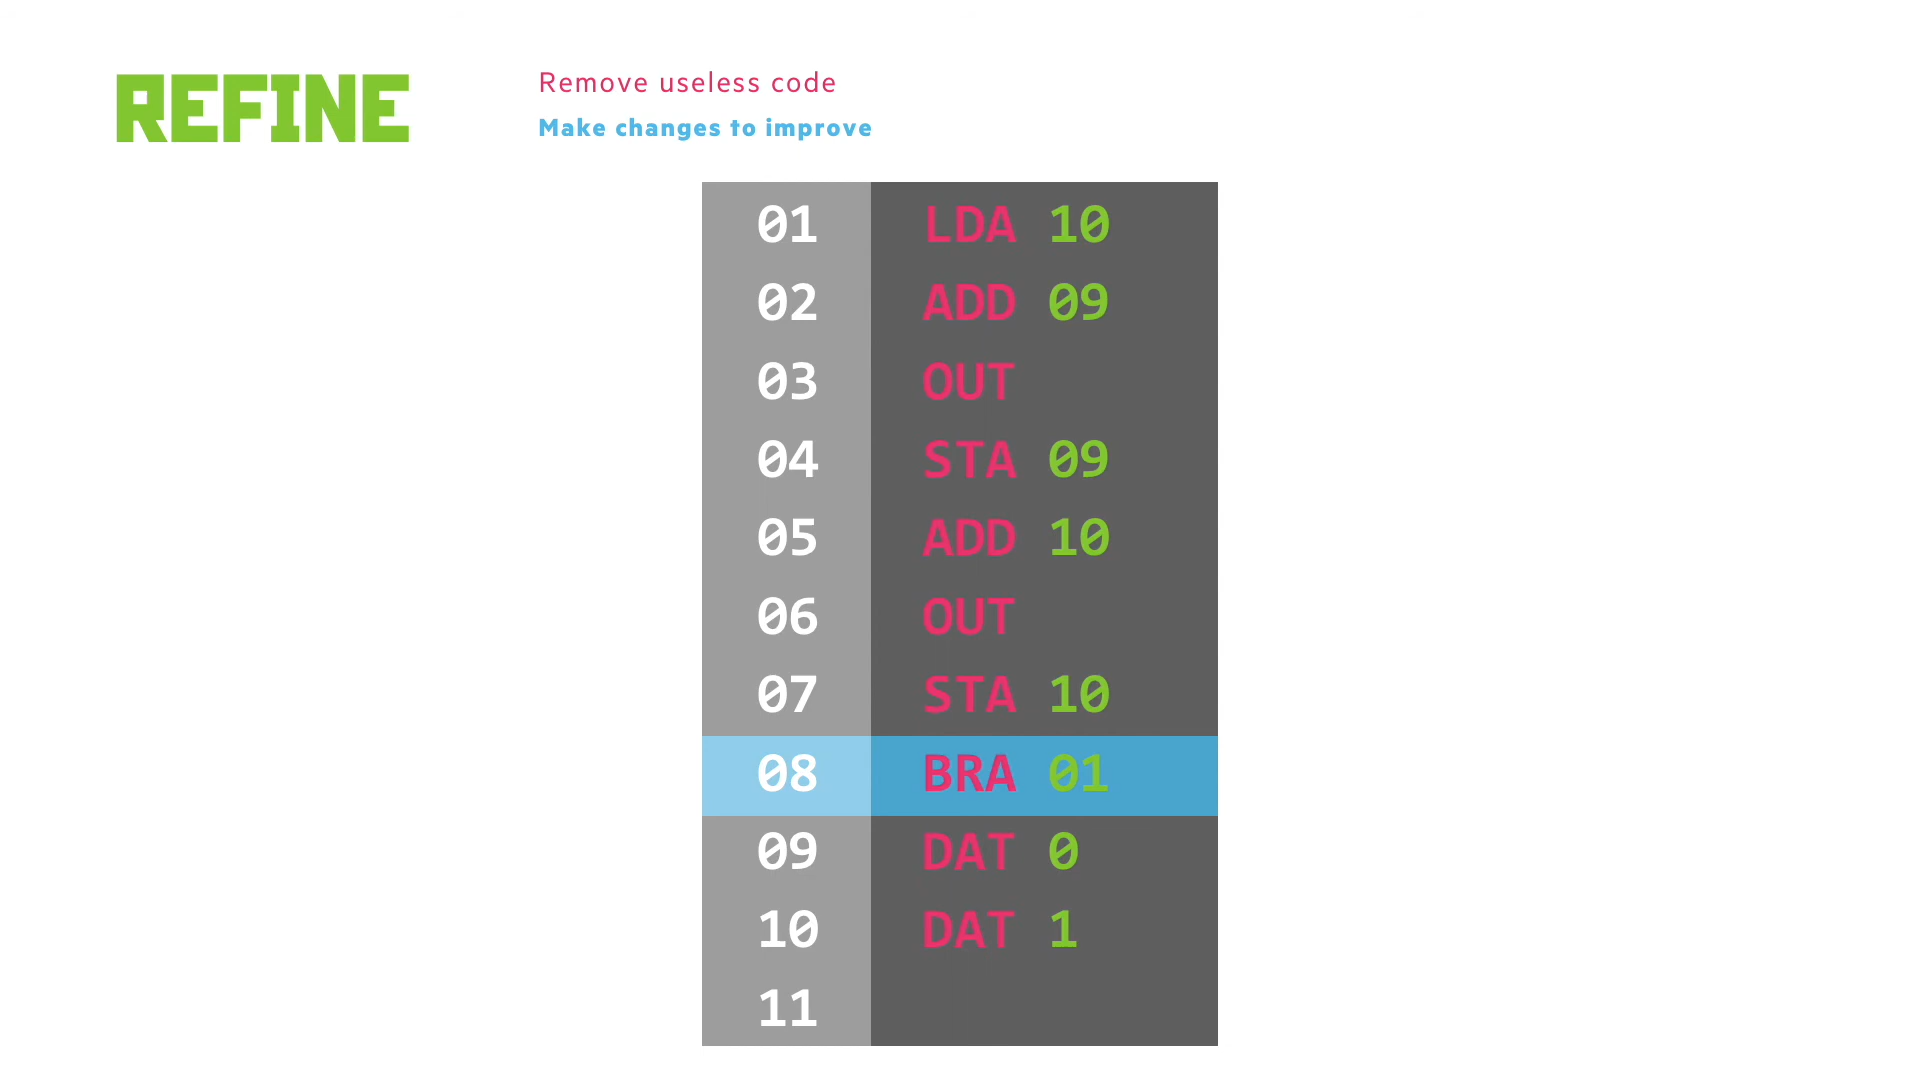 REFINE
Remove useless code
Make changes to improve
01 LDA 10
02 ADD 09
03 OUT
04 STA 09
05 ADD 10
06 OUT
07 STA 10
08 BRA 01
09 DAT 0
10 DAT 1
11